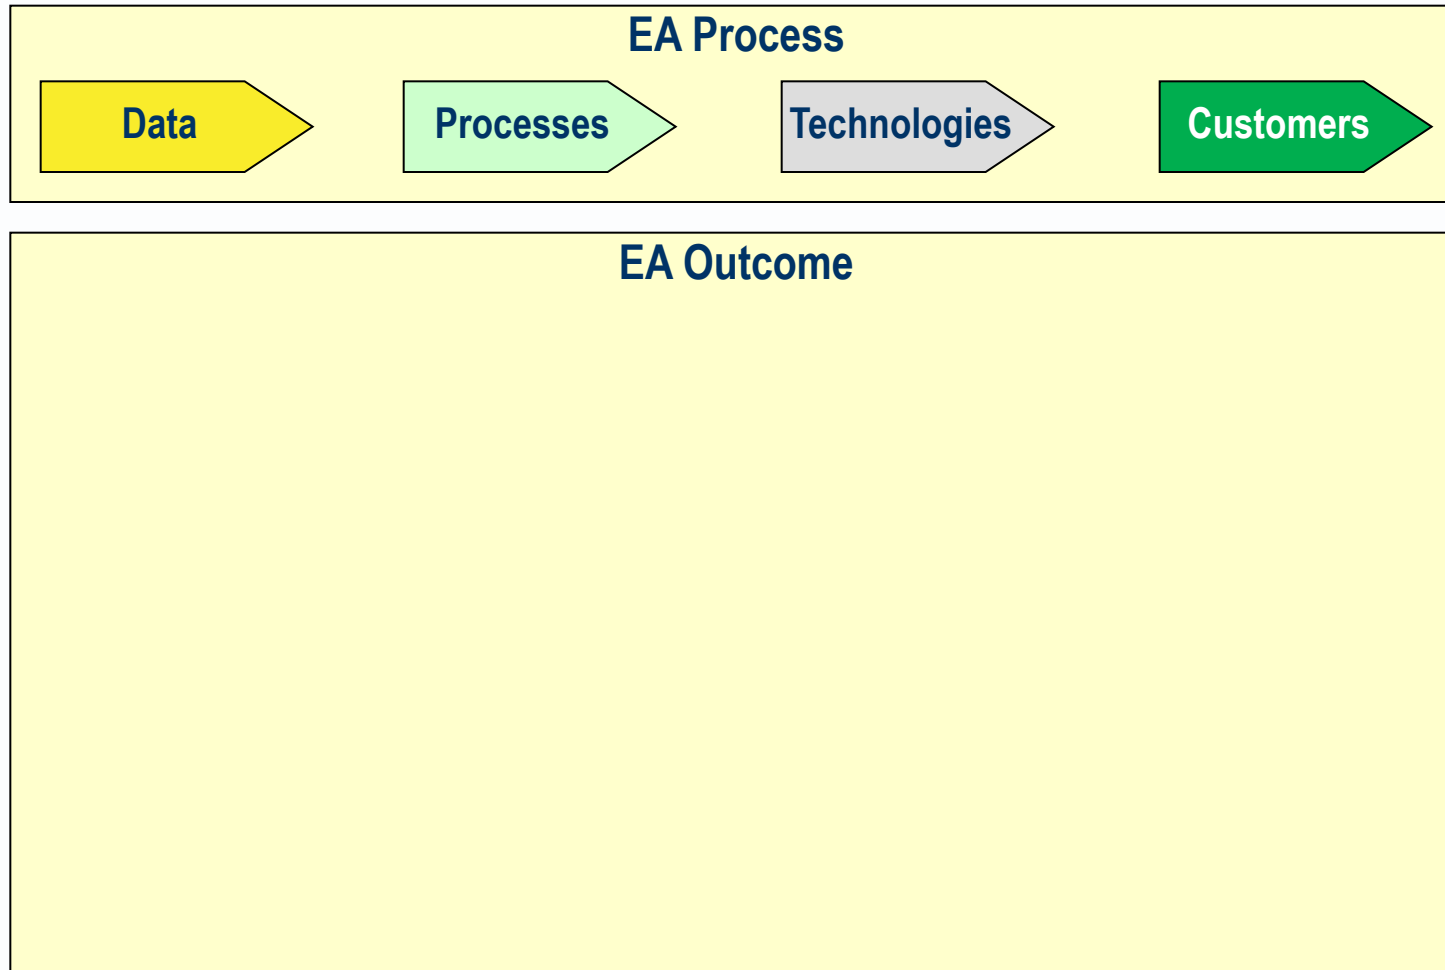 EA Process
Data
Processes
Technologies
Customers
EA Outcome